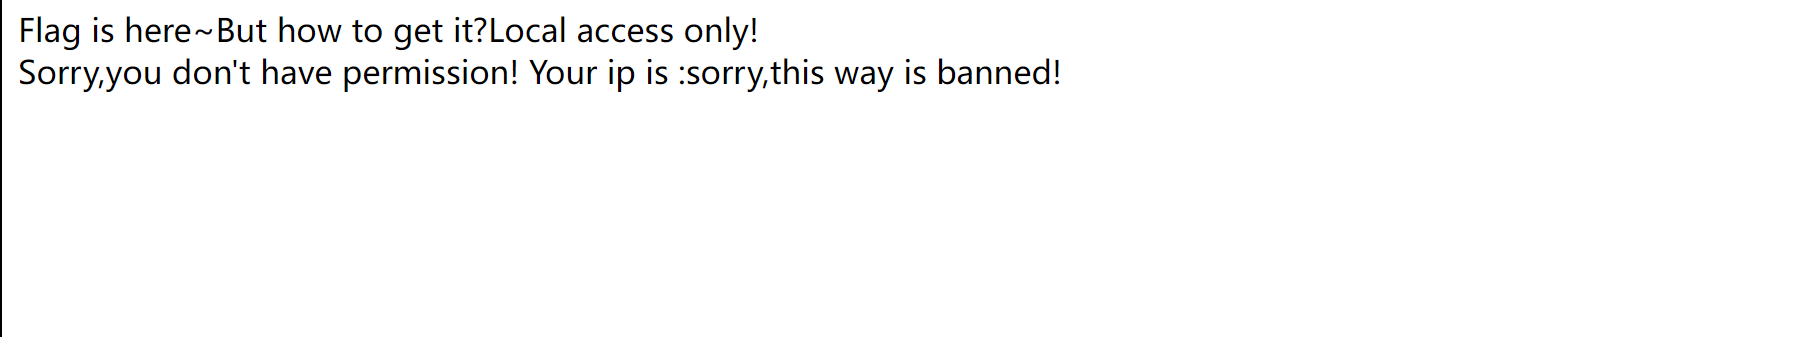 Flag is here~But how to get it?Local access only!
Sorry,you don't have permission! Your ip is :sorry,this way is banned!